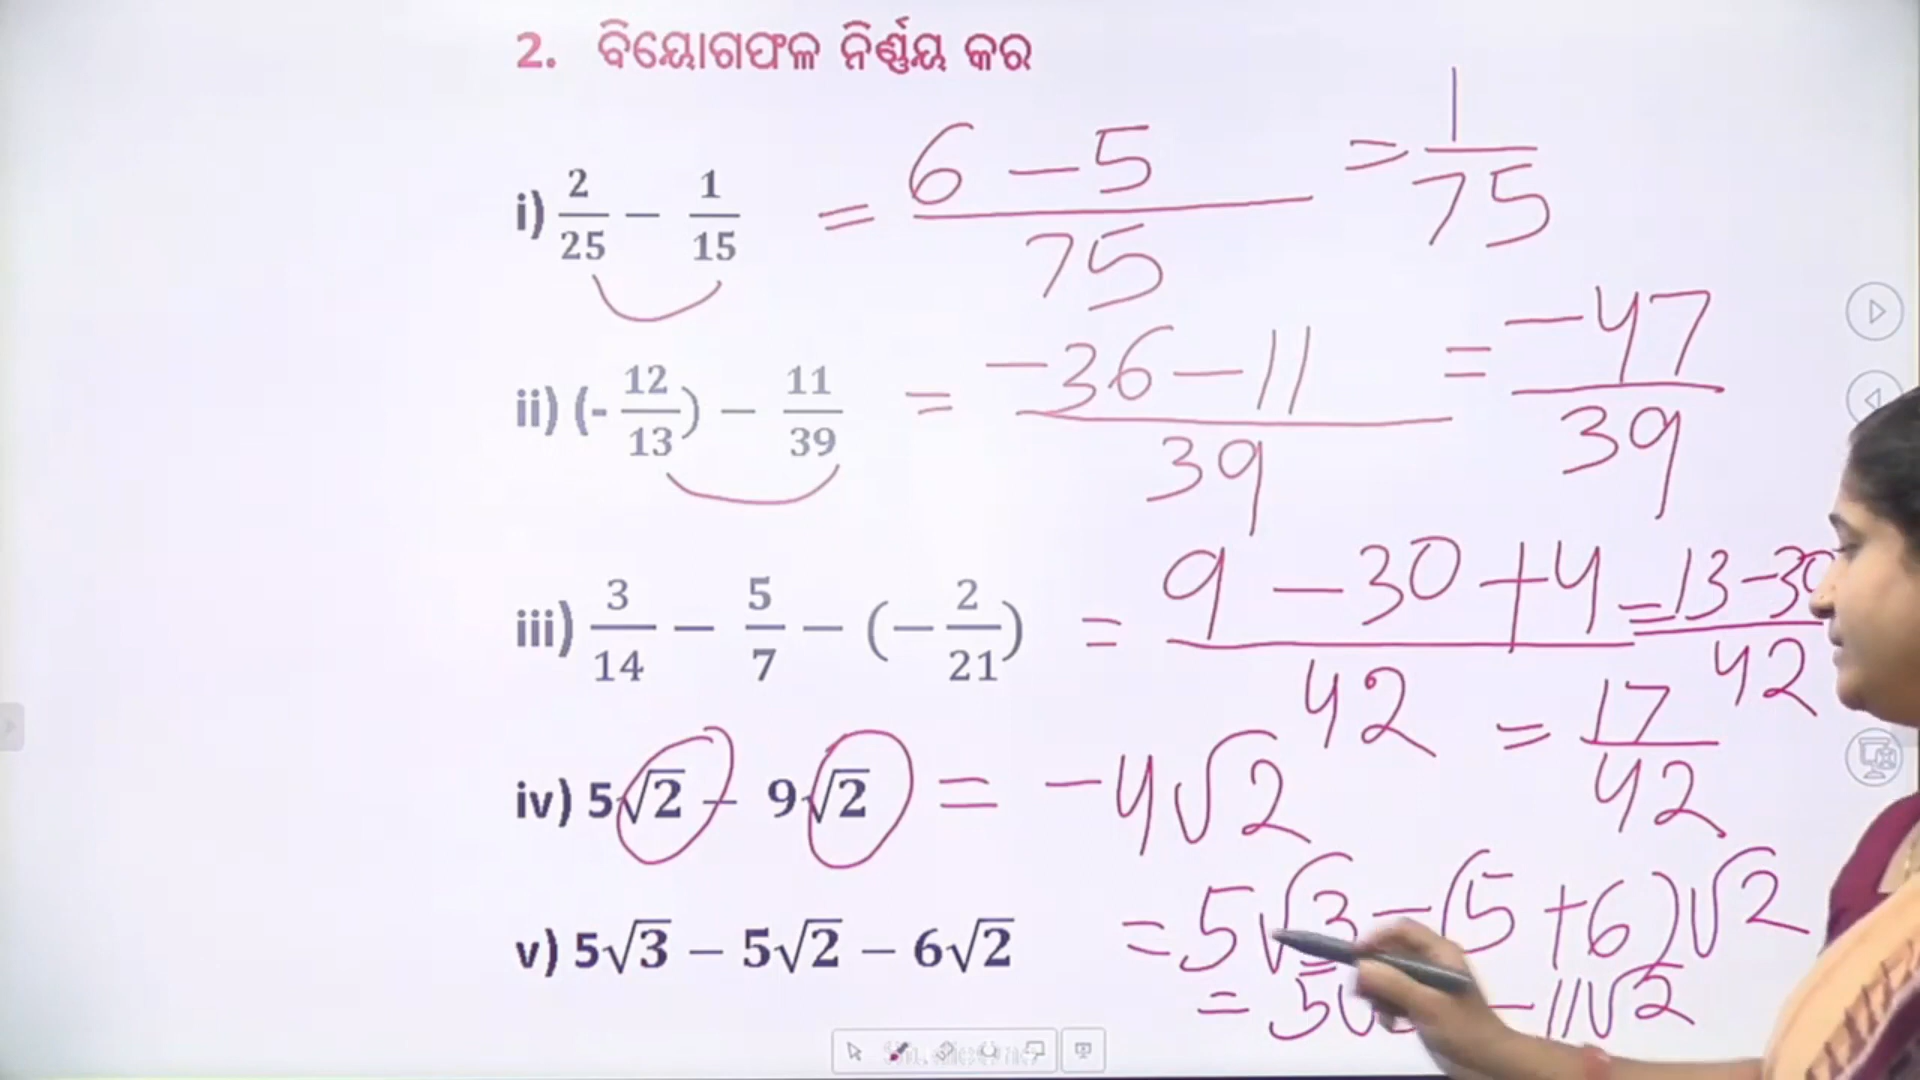 2. ବିୟୋଗଫଳ ନିର୍ଣ୍ଣୟ କର
i) 2/25 − 1/15 = 6 − 5 / 75 = 1/75
ii) (- 12/13) − 11/39 = −36 − 11 / 39 = −47/39
iii) 3/14 − 5/7 − (− 2/21) = 9 − 30 + 4 / 42 = 13 − 30 / 42
= 17/42
iv) 5√2 − 9√2 = −4√2
v) 5√3 − 5√2 − 6√2 = 5√3 − (5 + 6)√2
= 5√ − 11√2